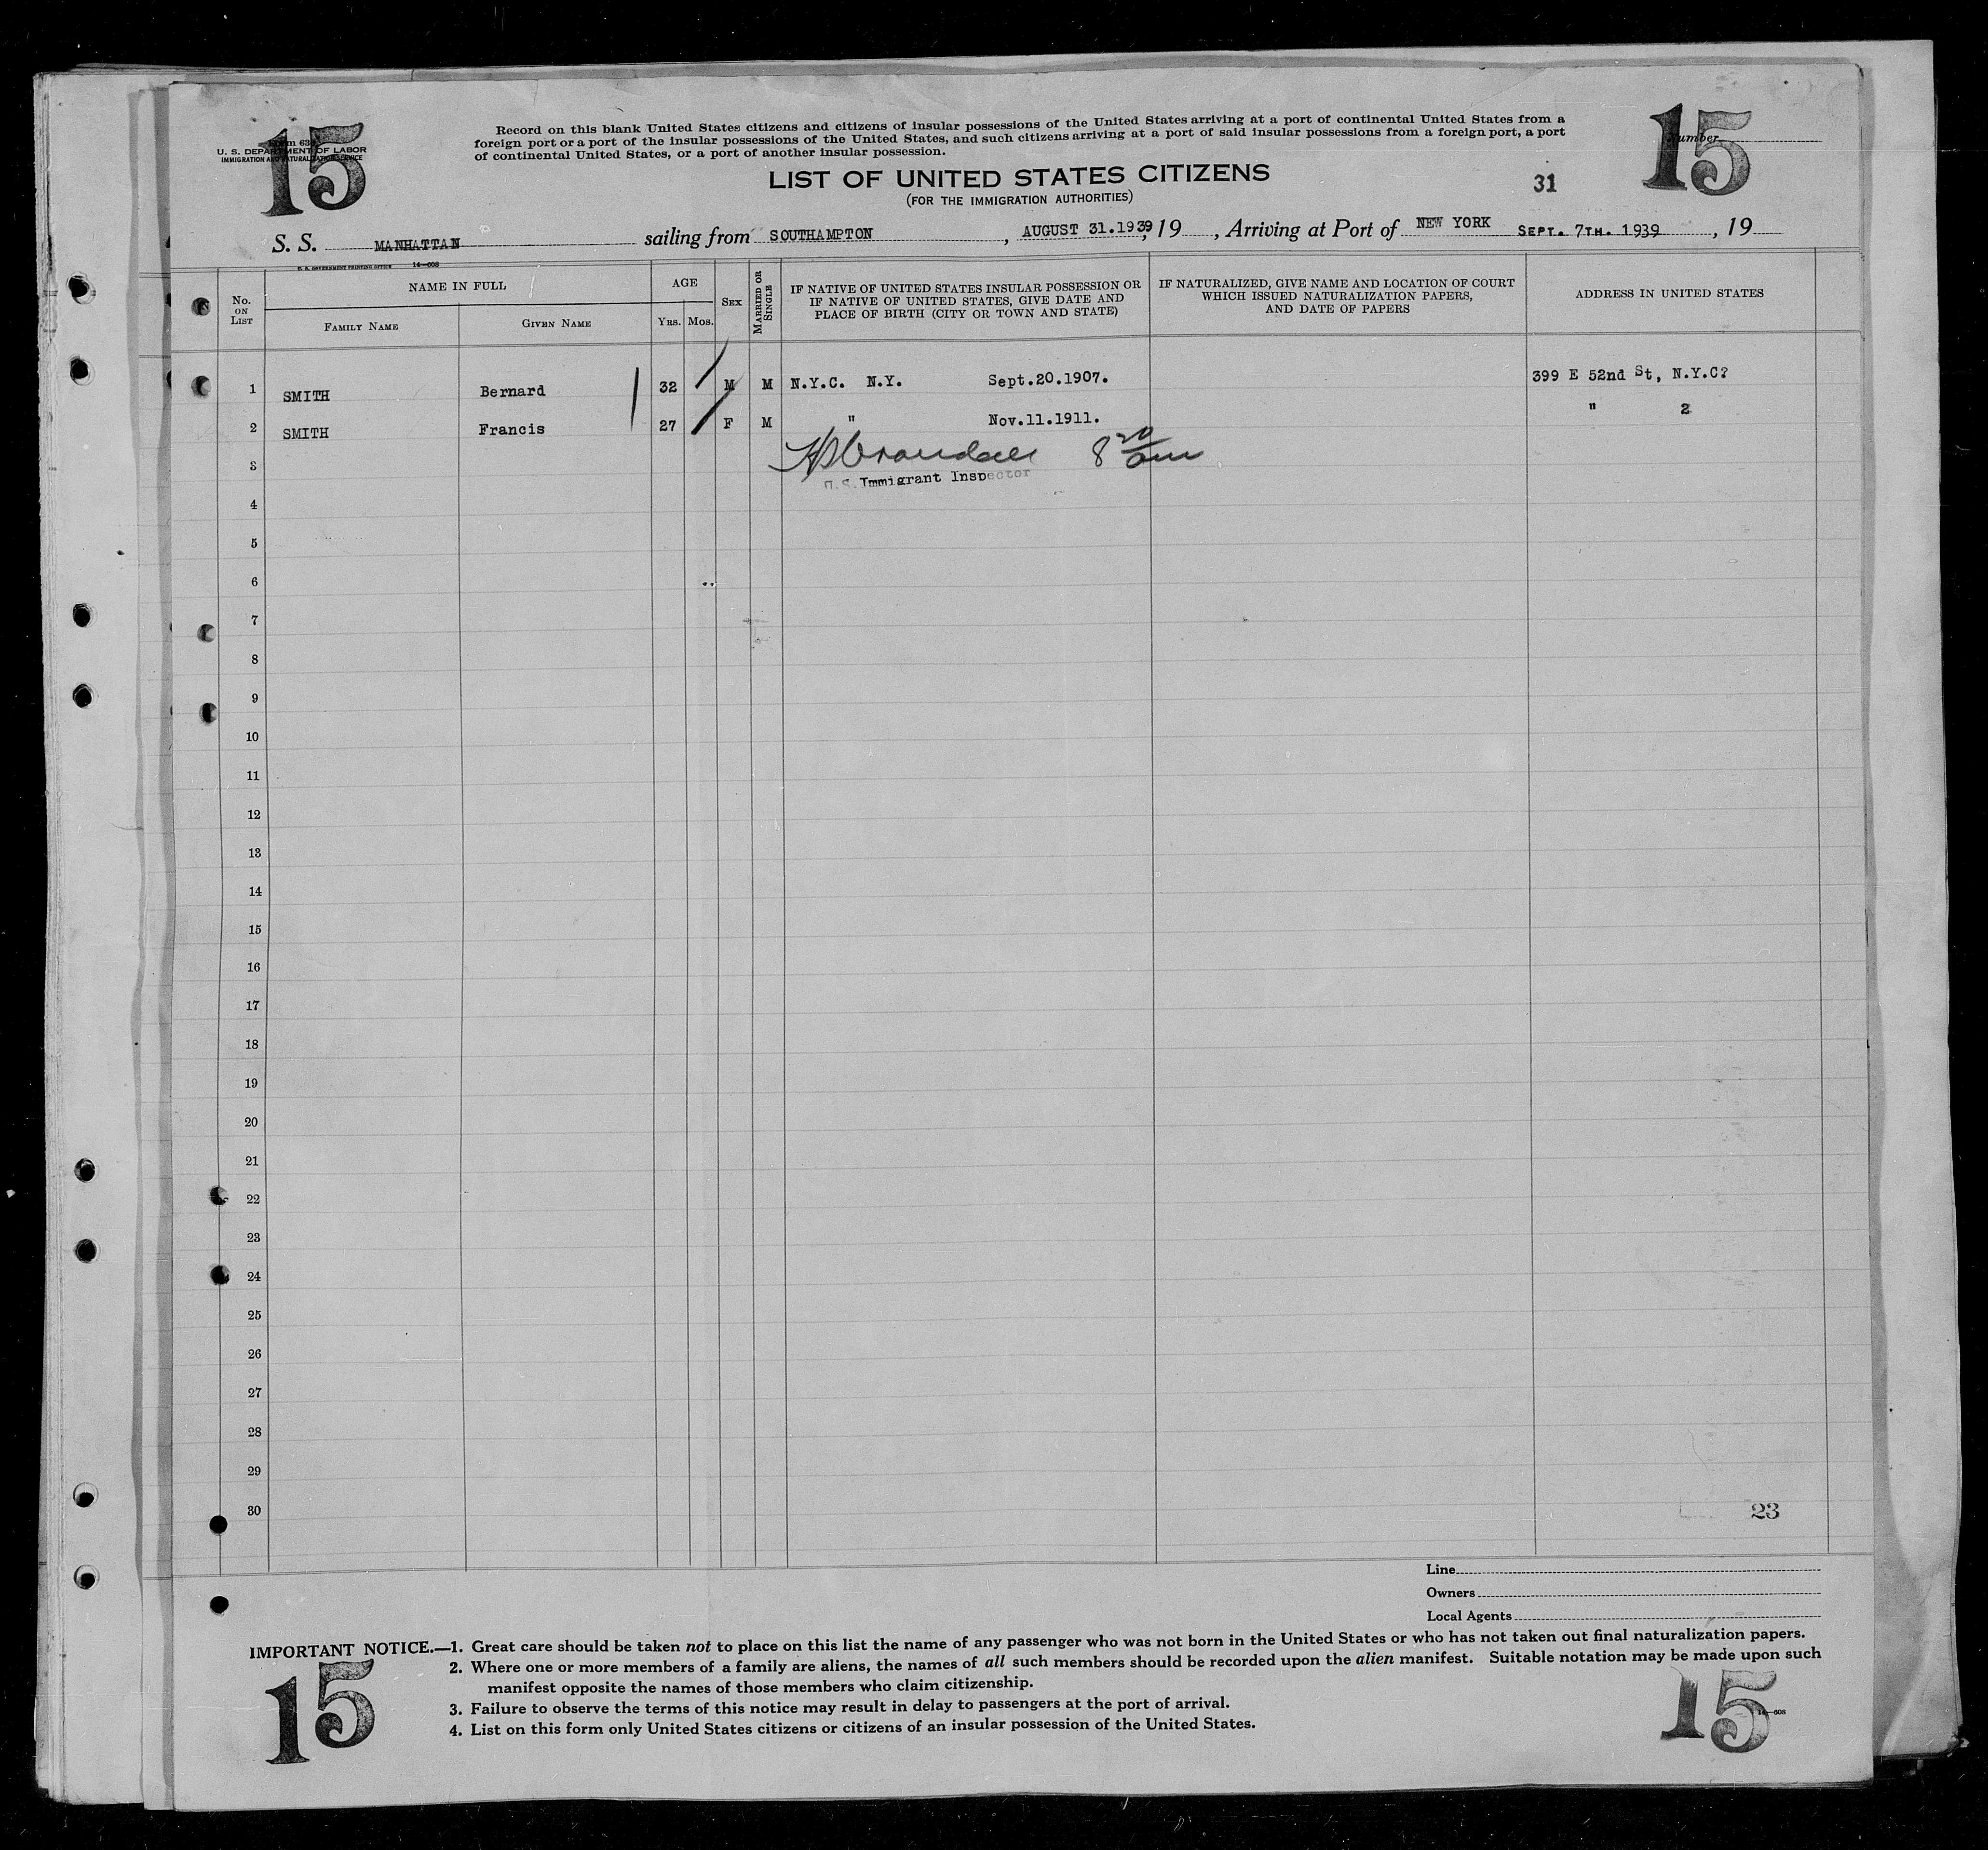 15
Form 630
U. S. DEPARTMENT OF LABOR
IMMIGRATION AND NATURALIZATION SERVICE
Record on this blank United States citizens and citizens of insular possessions of the United States arriving at a port of continental United States from a
foreign port or a port of the insular possessions of the United States, and such citizens arriving at a port of said insular possessions from a foreign port, a port
of continental United States, or a port of another insular possession.
15
Number
LIST OF UNITED STATES CITIZENS
(FOR THE IMMIGRATION AUTHORITIES)
31
S. S. MANHATTAN sailing from SOUTHAMPTON, AUGUST 31.1939, 19, Arriving at Port of NEW YORK SEPT. 7TH. 1939, 19
U. S. GOVERNMENT PRINTING OFFICE 14—608
No. ON LIST
NAME IN FULL
FAMILY NAME
GIVEN NAME
AGE
YRS. MOS.
SEX
MARRIED OR SINGLE
IF NATIVE OF UNITED STATES INSULAR POSSESSION OR
IF NATIVE OF UNITED STATES, GIVE DATE AND
PLACE OF BIRTH (CITY OR TOWN AND STATE)
IF NATURALIZED, GIVE NAME AND LOCATION OF COURT
WHICH ISSUED NATURALIZATION PAPERS,
AND DATE OF PAPERS
ADDRESS IN UNITED STATES
1 SMITH Bernard 32 M M N.Y.C. N.Y. Sept.20.1907. 399 E 52nd St, N.Y.C?
2 SMITH Francis 27 F M " Nov.11.1911. " 2
3 8 20 am
U.S. Immigrant Inspector
4
5
6
7
8
9
10
11
12
13
14
15
16
17
18
19
20
21
22
23
24
25
26
27
28
29
30 23
Line
Owners
Local Agents
IMPORTANT NOTICE.—1. Great care should be taken not to place on this list the name of any passenger who was not born in the United States or who has not taken out final naturalization papers.
2. Where one or more members of a family are aliens, the names of all such members should be recorded upon the alien manifest. Suitable notation may be made upon such
manifest opposite the names of those members who claim citizenship.
3. Failure to observe the terms of this notice may result in delay to passengers at the port of arrival.
4. List on this form only United States citizens or citizens of an insular possession of the United States.
15
15
14—608